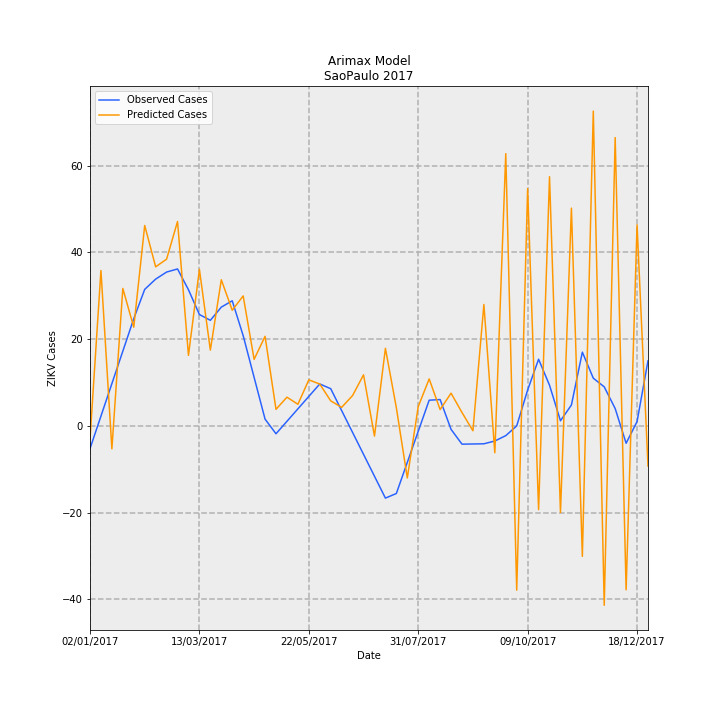 Arimax Model
SaoPaulo 2017
Observed Cases
Predicted Cases
ZIKV Cases
60
40
20
0
−20
−40
02/01/2017
13/03/2017
22/05/2017
31/07/2017
09/10/2017
18/12/2017
Date